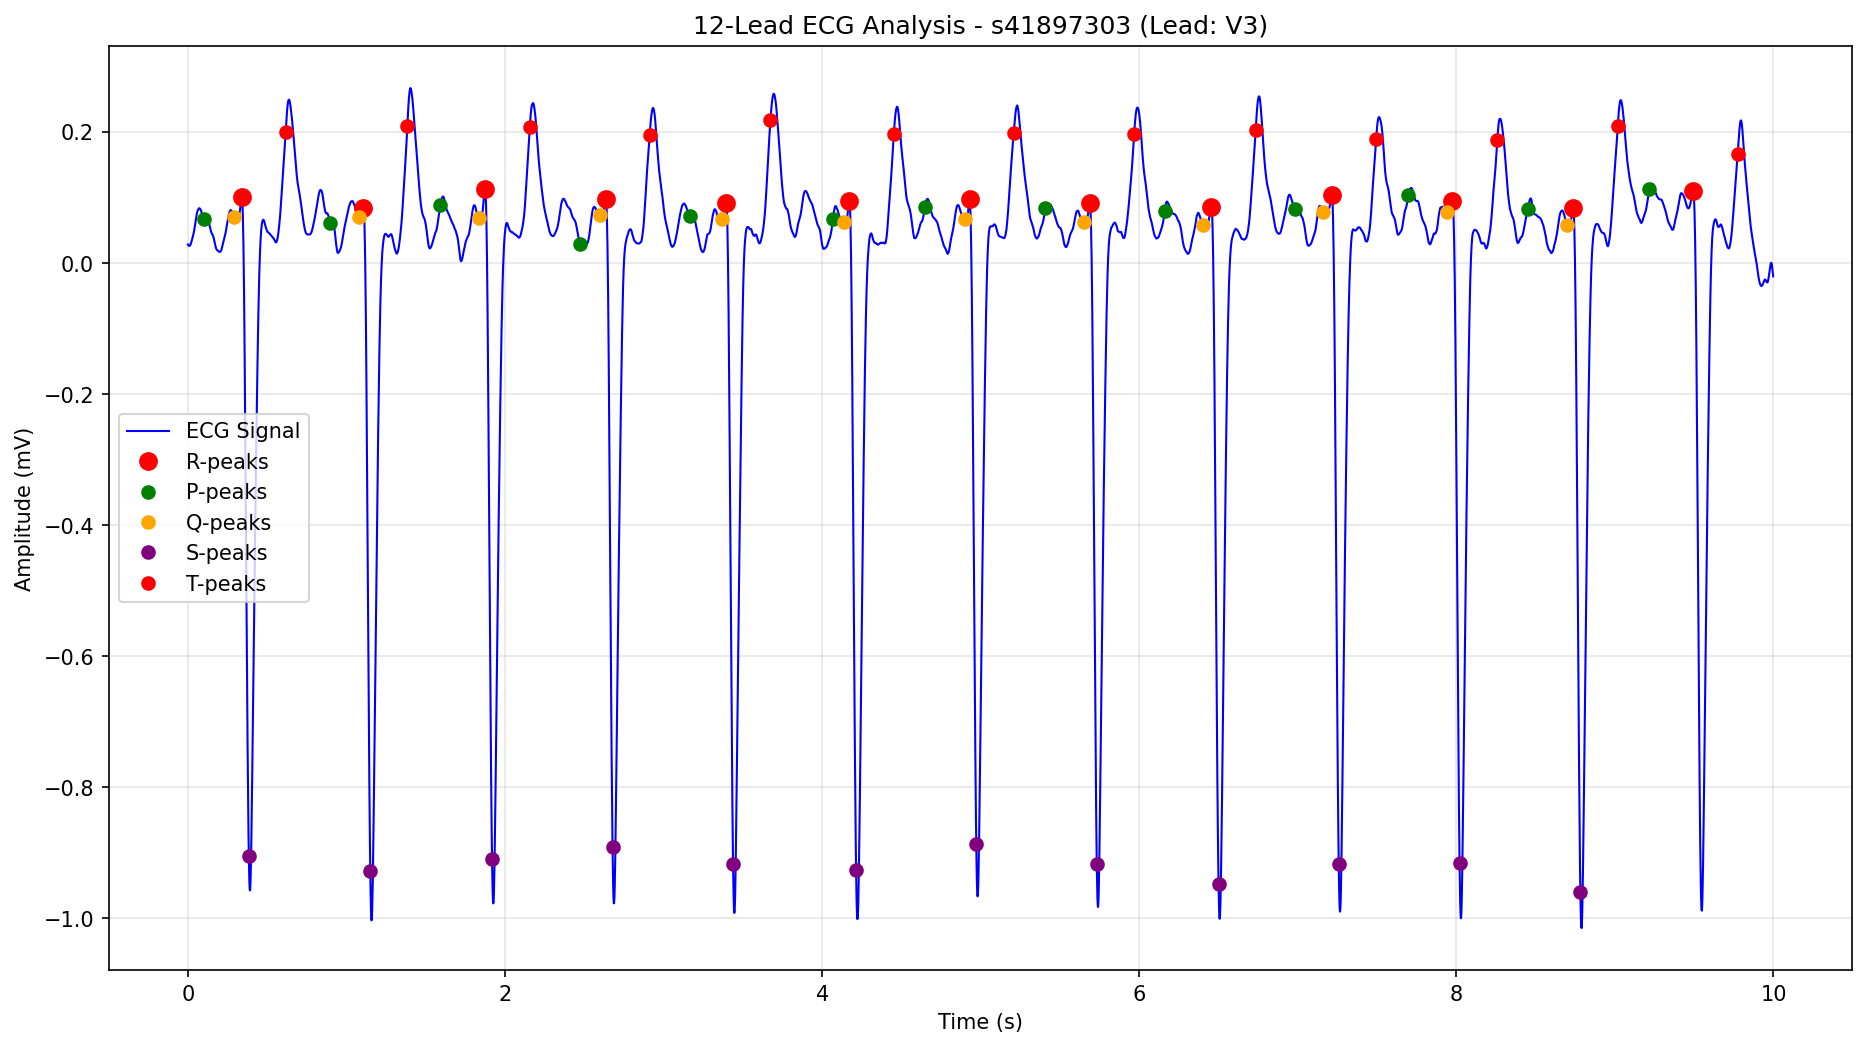 12-Lead ECG Analysis - s41897303 (Lead: V3)
0.2
0.0
−0.2
−0.4
−0.6
−0.8
−1.0
Amplitude (mV)
ECG Signal
R-peaks
P-peaks
Q-peaks
S-peaks
T-peaks
0 2 4 6 8 10
Time (s)